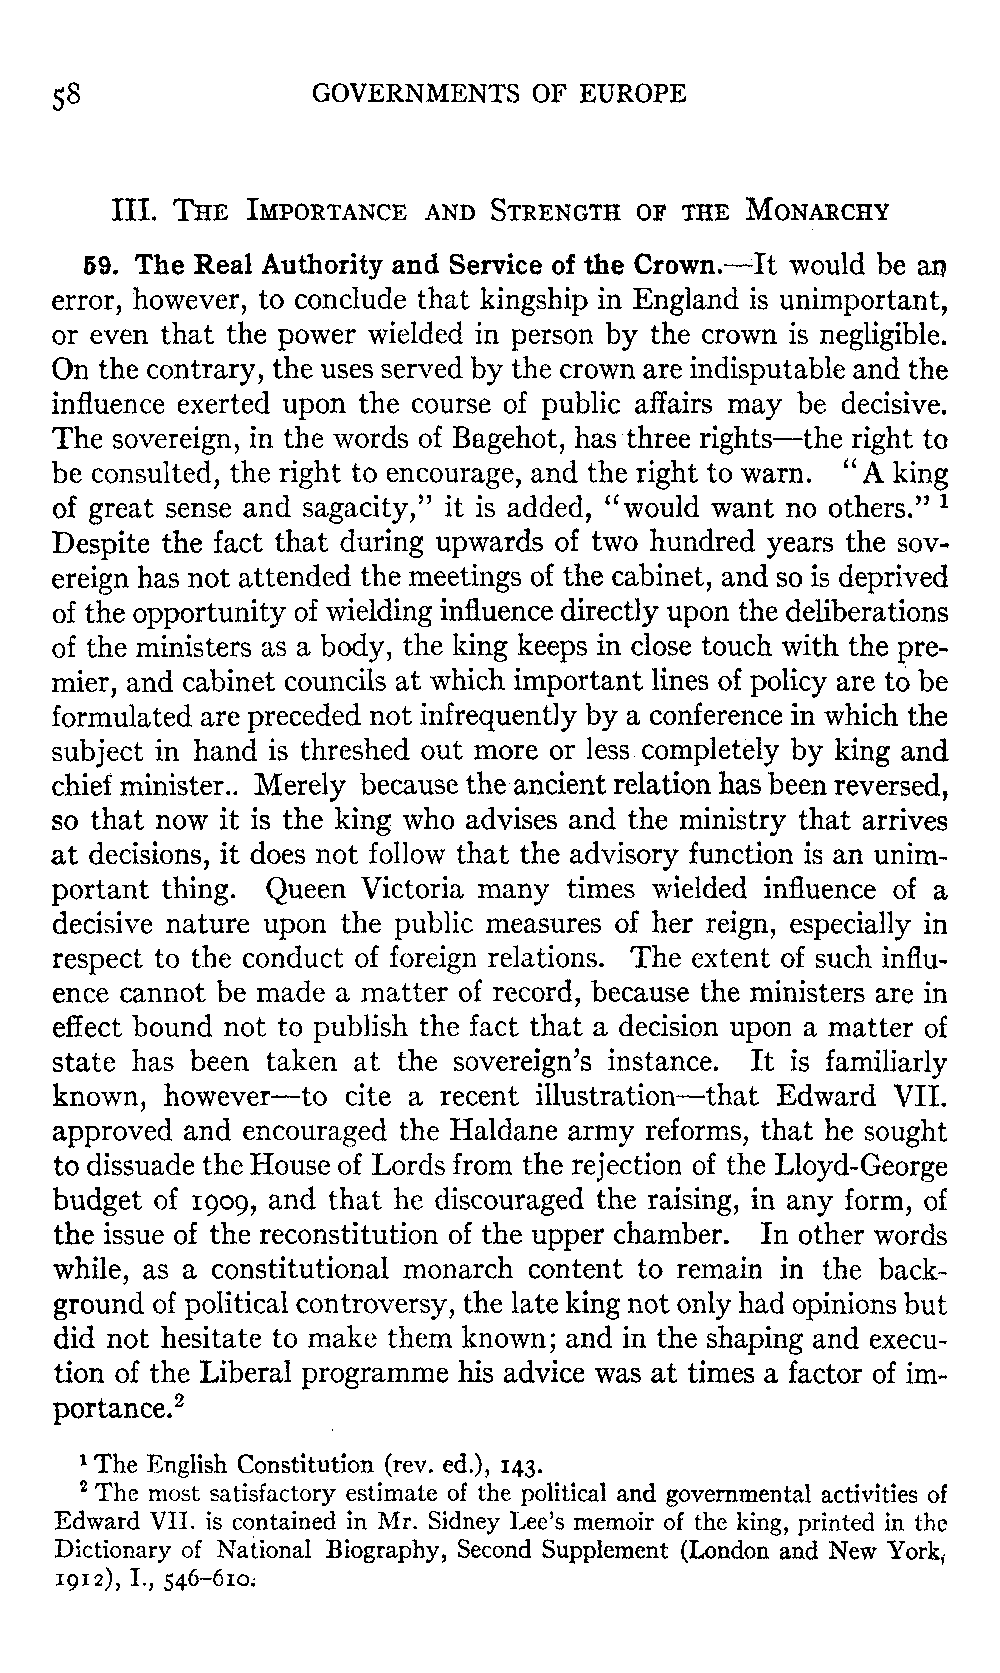 58 GOVERNMENTS OF EUROPE
III. The Importance and Strength of the Monarchy
59. The Real Authority and Service of the Crown.—It would be an
error, however, to conclude that kingship in England is unimportant,
or even that the power wielded in person by the crown is negligible.
On the contrary, the uses served by the crown are indisputable and the
influence exerted upon the course of public affairs may be decisive.
The sovereign, in the words of Bagehot, has three rights—the right to
be consulted, the right to encourage, and the right to warn. "A king
of great sense and sagacity," it is added, "would want no others." ¹
Despite the fact that during upwards of two hundred years the sov-
ereign has not attended the meetings of the cabinet, and so is deprived
of the opportunity of wielding influence directly upon the deliberations
of the ministers as a body, the king keeps in close touch with the pre-
mier, and cabinet councils at which important lines of policy are to be
formulated are preceded not infrequently by a conference in which the
subject in hand is threshed out more or less completely by king and
chief minister.. Merely because the ancient relation has been reversed,
so that now it is the king who advises and the ministry that arrives
at decisions, it does not follow that the advisory function is an unim-
portant thing. Queen Victoria many times wielded influence of a
decisive nature upon the public measures of her reign, especially in
respect to the conduct of foreign relations. The extent of such influ-
ence cannot be made a matter of record, because the ministers are in
effect bound not to publish the fact that a decision upon a matter of
state has been taken at the sovereign's instance. It is familiarly
known, however—to cite a recent illustration—that Edward VII.
approved and encouraged the Haldane army reforms, that he sought
to dissuade the House of Lords from the rejection of the Lloyd-George
budget of 1909, and that he discouraged the raising, in any form, of
the issue of the reconstitution of the upper chamber. In other words
while, as a constitutional monarch content to remain in the back-
ground of political controversy, the late king not only had opinions but
did not hesitate to make them known; and in the shaping and execu-
tion of the Liberal programme his advice was at times a factor of im-
portance.²
¹ The English Constitution (rev. ed.), 143.
² The most satisfactory estimate of the political and governmental activities of
Edward VII. is contained in Mr. Sidney Lee's memoir of the king, printed in the
Dictionary of National Biography, Second Supplement (London and New York,
1912), I., 546–610.